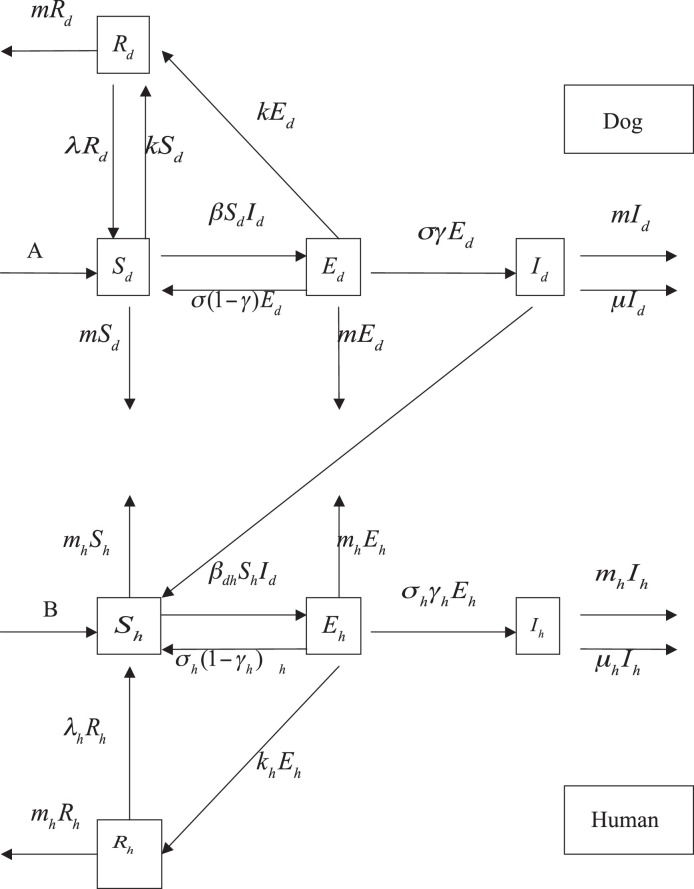 mR_d
R_d
kE_d
Dog
λR_d
kS_d
βS_dI_d
σγE_d
mI_d
A
S_d
E_d
I_d
σ(1−γ)E_d
μI_d
mS_d
mE_d
m_hS_h
m_hE_h
β_dhS_hI_d
σ_hγ_hE_h
m_hI_h
B
S_h
E_h
I_h
σ_h(1−γ_h) _h
μ_hI_h
λ_hR_h
k_hE_h
m_hR_h
R_h
Human